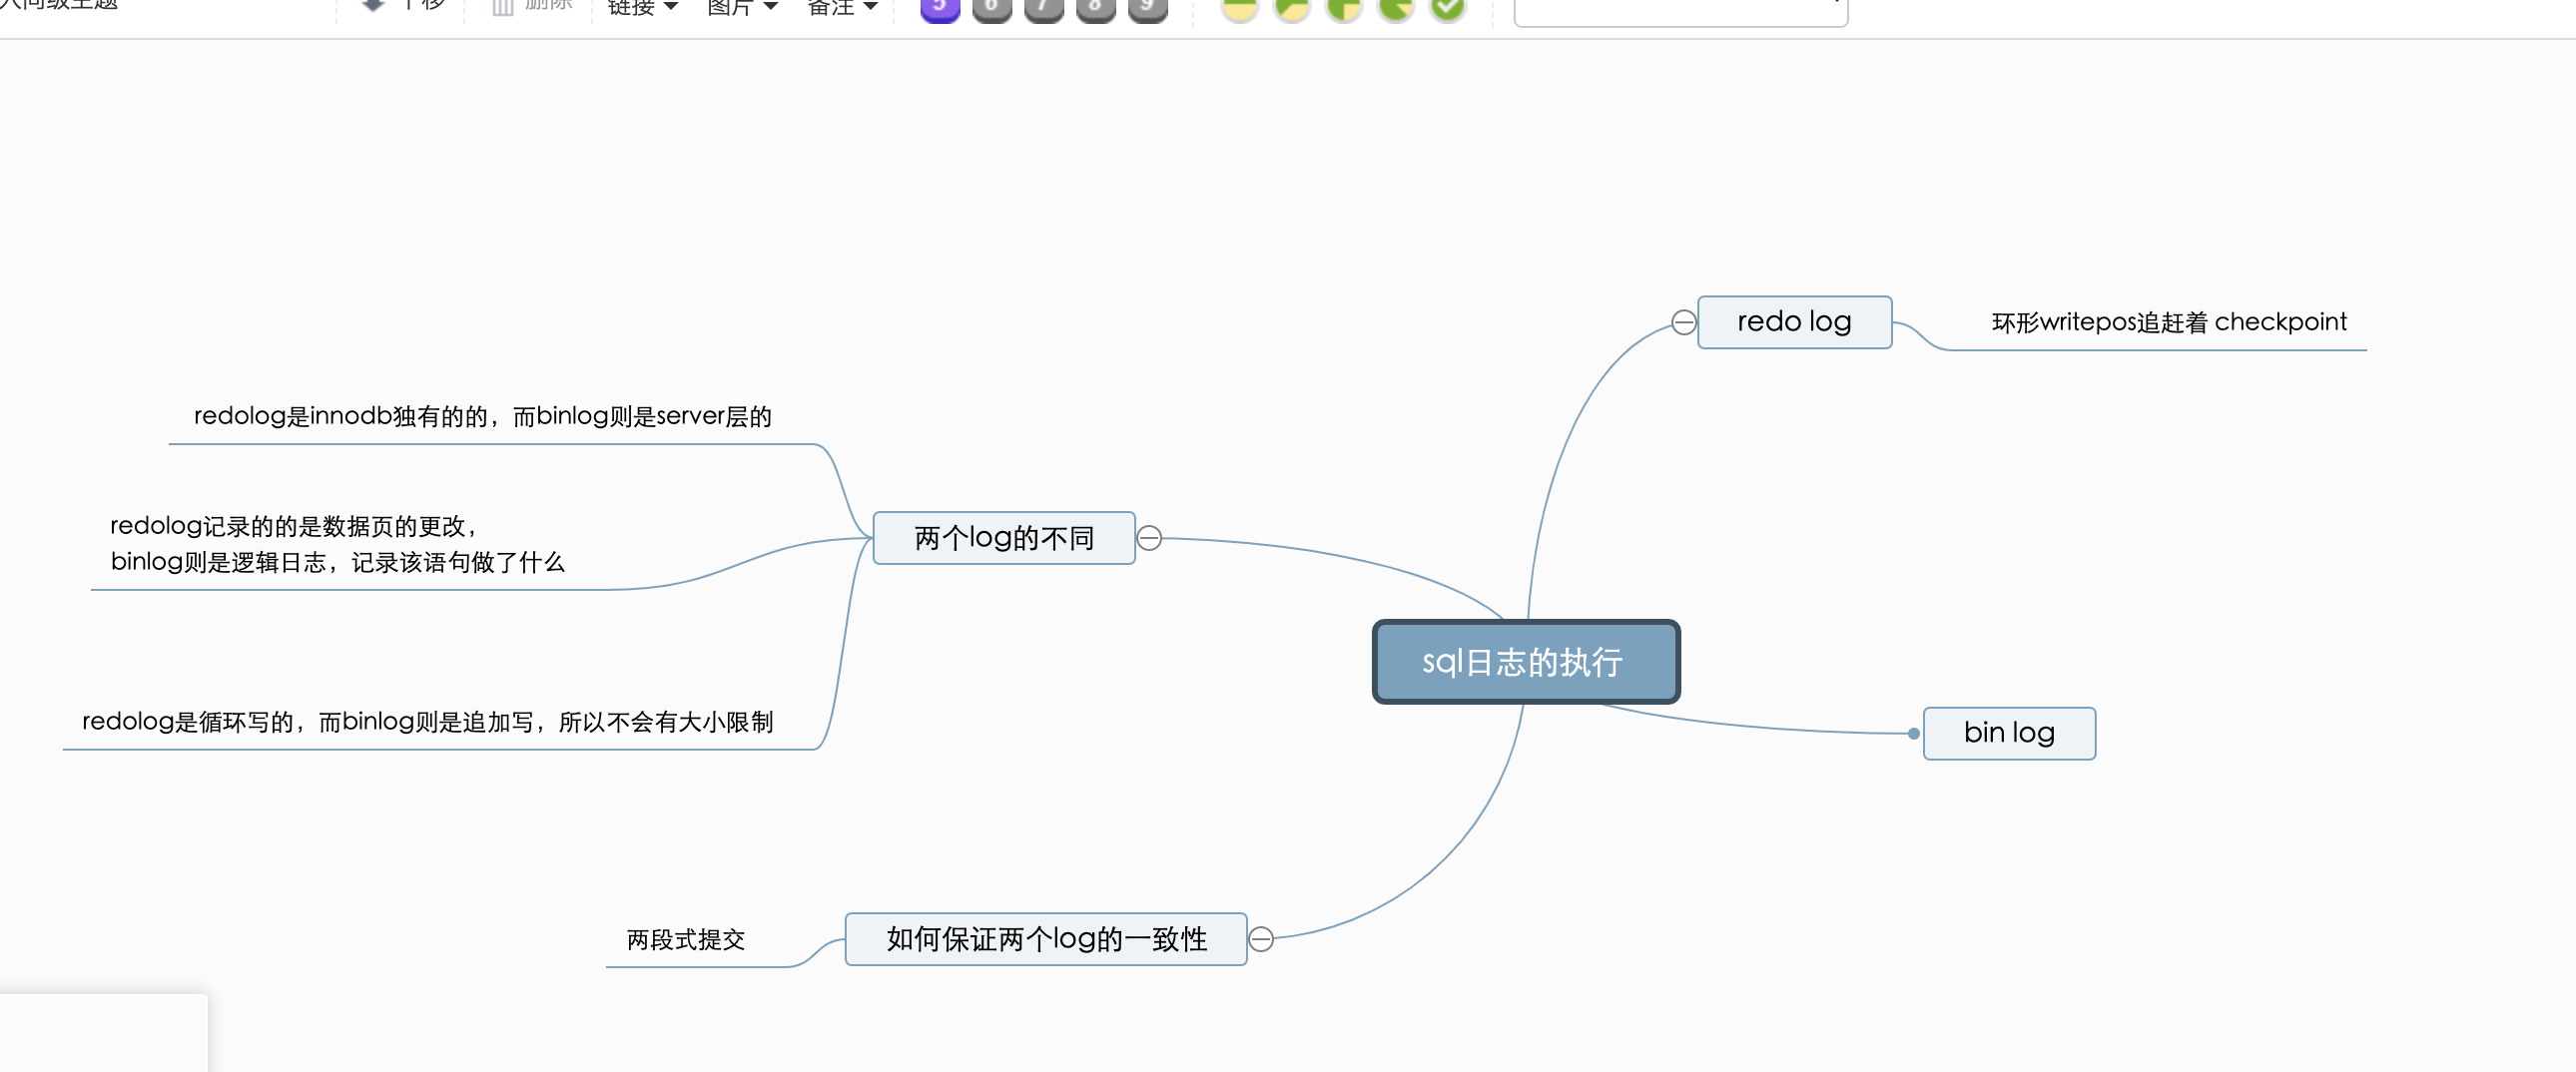 入同级主题 下移 删除 链接 图片 备注 5 6 7 8 9
redo log
环形writepos追赶着 checkpoint
redolog是innodb独有的的，而binlog则是server层的
redolog记录的的是数据页的更改，
binlog则是逻辑日志，记录该语句做了什么
两个log的不同
redolog是循环写的，而binlog则是追加写，所以不会有大小限制
sql日志的执行
bin log
两段式提交
如何保证两个log的一致性